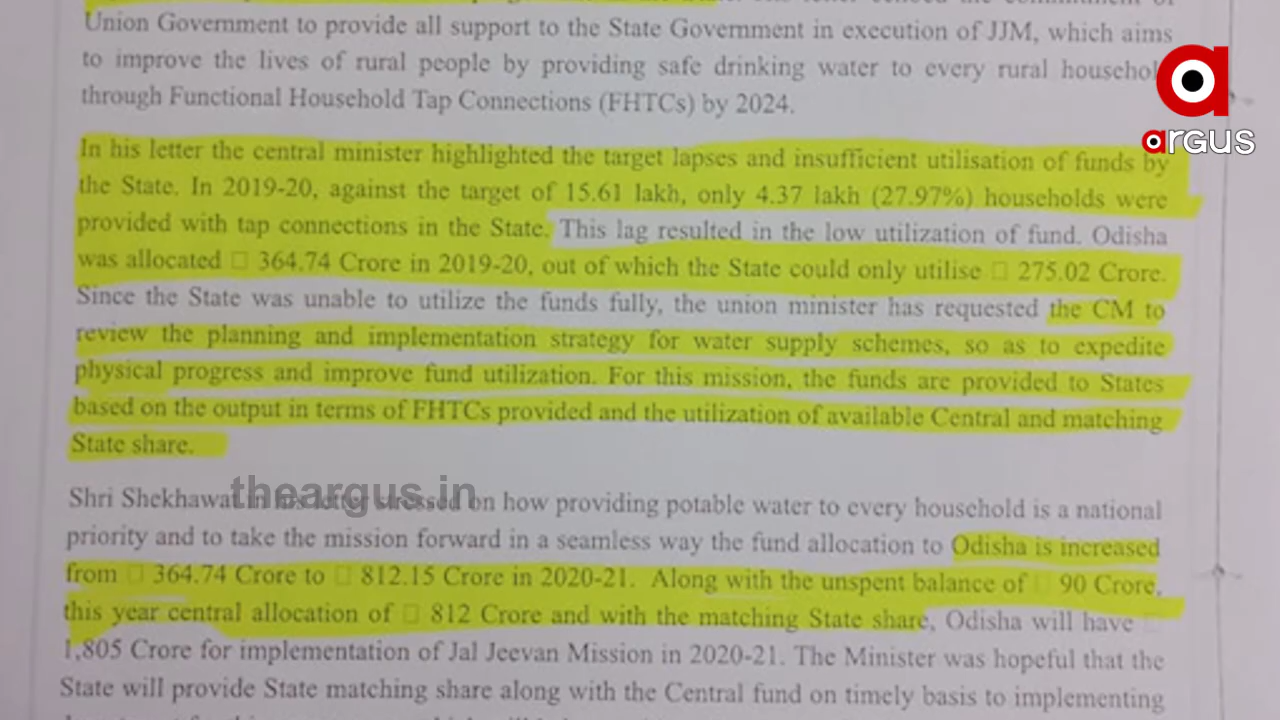 Union Government to provide all support to the State Government in execution of JJM, which aims
to improve the lives of rural people by providing safe drinking water to every rural househol
through Functional Household Tap Connections (FHTCs) by 2024.
argus
In his letter the central minister highlighted the target lapses and insufficient utilisation of funds by
the State. In 2019-20, against the target of 15.61 lakh, only 4.37 lakh (27.97%) households were
provided with tap connections in the State. This lag resulted in the low utilization of fund. Odisha
was allocated □ 364.74 Crore in 2019-20, out of which the State could only utilise □ 275.02 Crore.
Since the State was unable to utilize the funds fully, the union minister has requested the CM to
review the planning and implementation strategy for water supply schemes, so as to expedite
physical progress and improve fund utilization. For this mission, the funds are provided to States
based on the output in terms of FHTCs provided and the utilization of available Central and matching
State share.
theargus.in
Shri Shekhawat in his letter stressed on how providing potable water to every household is a national
priority and to take the mission forward in a seamless way the fund allocation to Odisha is increased
from □ 364.74 Crore to □ 812.15 Crore in 2020-21. Along with the unspent balance of □ 90 Crore,
this year central allocation of □ 812 Crore and with the matching State share, Odisha will have □
1,805 Crore for implementation of Jal Jeevan Mission in 2020-21. The Minister was hopeful that the
State will provide State matching share along with the Central fund on timely basis to implementing